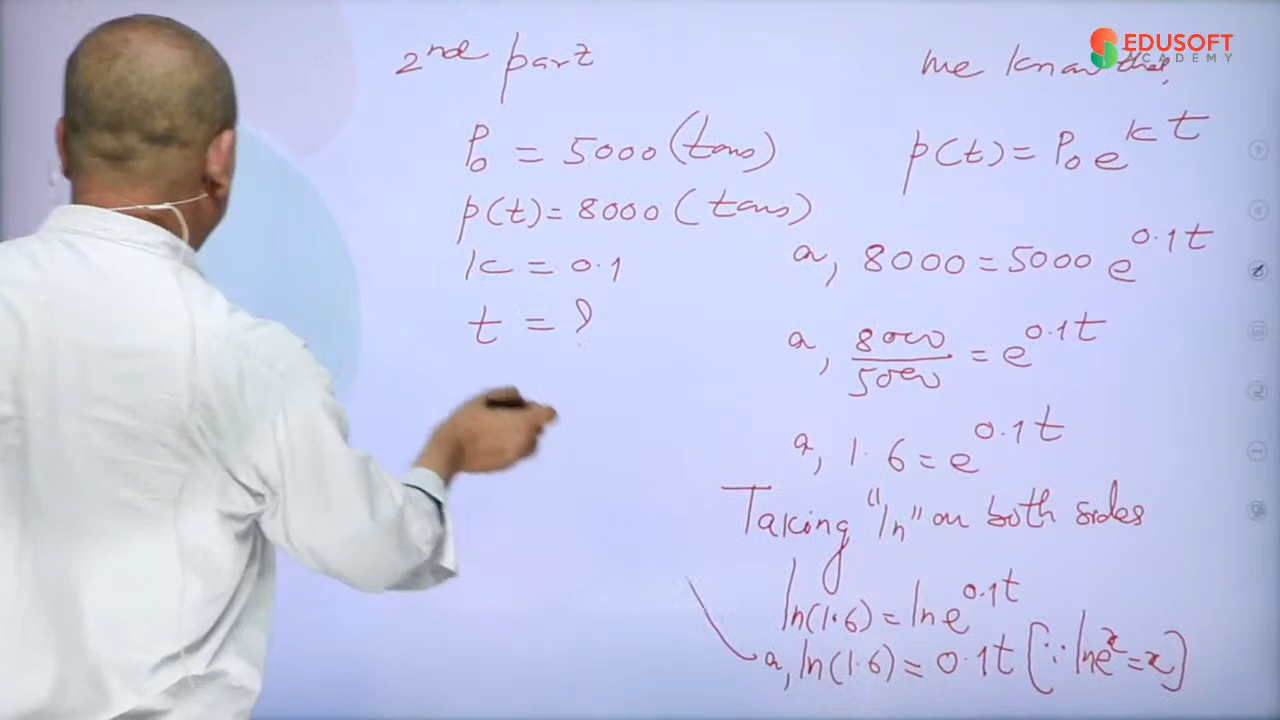 EDUSOFT
ACADEMY
2nd part
P₀ = 5000 (tons)
p(t) = 8000 (tons)
k = 0.1
t = ?
We know that,
p(t) = P₀ e^{kt}
or, 8000 = 5000 e^{0.1t}
or, 8000/5000 = e^{0.1t}
or, 1.6 = e^{0.1t}
Taking "ln" on both sides
ln(1.6) = ln e^{0.1t}
or, ln(1.6) = 0.1t [∵ lne^x = x]